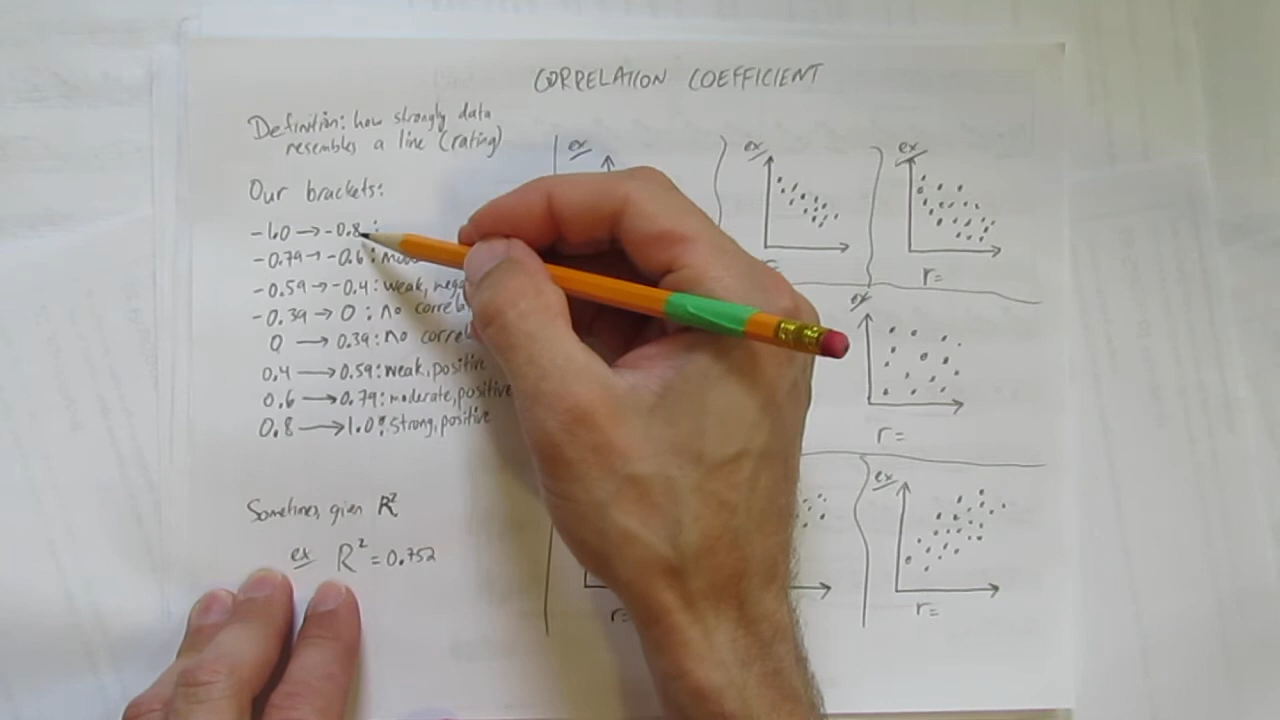 CORRELATION COEFFICIENT
Definition: how strongly data
resembles a line (rating)
Our brackets:
-1.0 → -0.8:
-0.79 → -0.6:
-0.59 → -0.4: weak,
-0.39 → 0: no
0 → 0.39: no
0.4 → 0.59: weak, positive
0.6 → 0.79: moderate, positive
0.8 → 1.0: strong, positive
Sometimes, given R²
ex R² = 0.752
ex
ex
ex
r=
ex
r=
r=
ex
r=